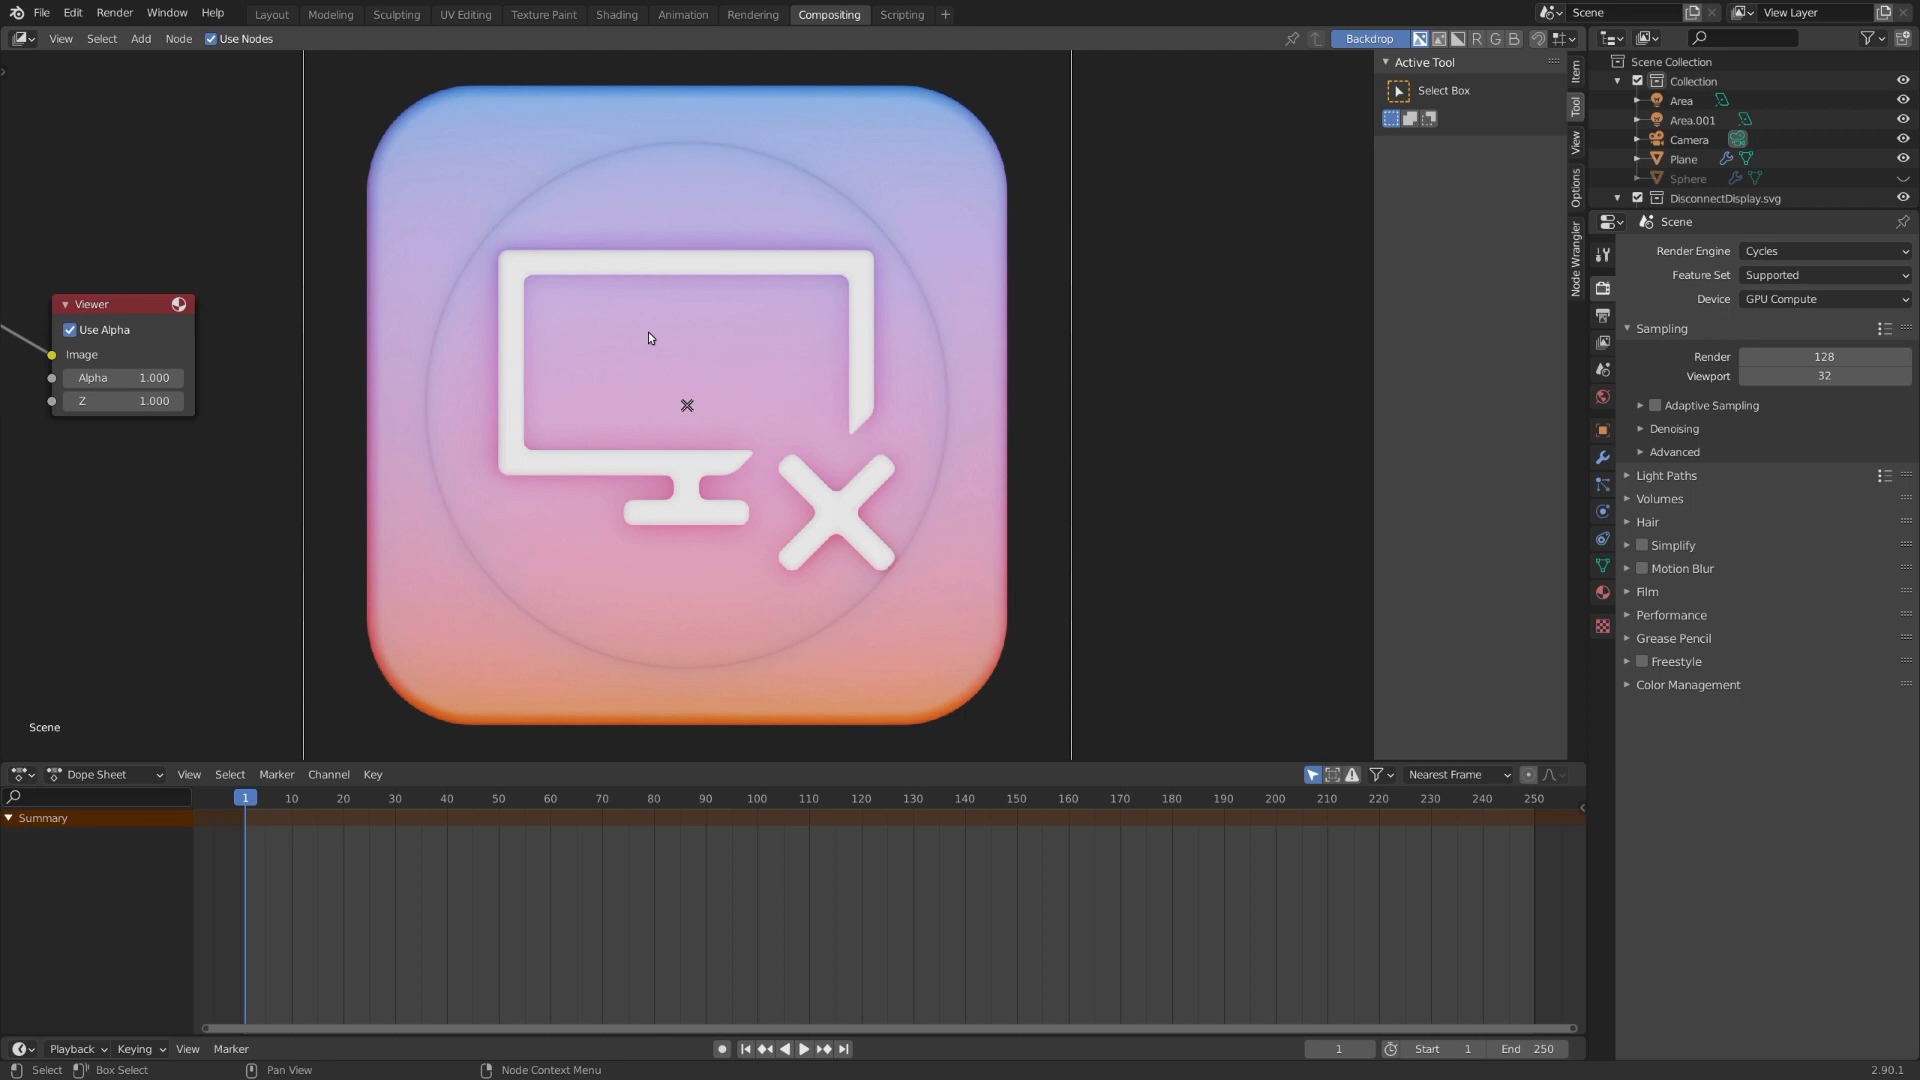 File Edit Render Window Help Layout Modeling Sculpting UV Editing Texture Paint Shading Animation Rendering Compositing Scripting + Scene View Layer
View Select Add Node Use Nodes Backdrop R G B
Active Tool
Select Box
Item
Tool
View
Options
Node Wrangler
Viewer
Use Alpha
Image
Alpha 1.000
Z 1.000
Scene
Scene Collection
Collection
Area
Area.001
Camera
Plane
Sphere
DisconnectDisplay.svg
Scene
Render Engine Cycles
Feature Set Supported
Device GPU Compute
Sampling
Render 128
Viewport 32
Adaptive Sampling
Denoising
Advanced
Light Paths
Volumes
Hair
Simplify
Motion Blur
Film
Performance
Grease Pencil
Freestyle
Color Management
Dope Sheet View Select Marker Channel Key Nearest Frame
1 10 20 30 40 50 60 70 80 90 100 110 120 130 140 150 160 170 180 190 200 210 220 230 240 250
Summary
Playback Keying View Marker 1 Start 1 End 250
Select Box Select Pan View Node Context Menu 2.90.1